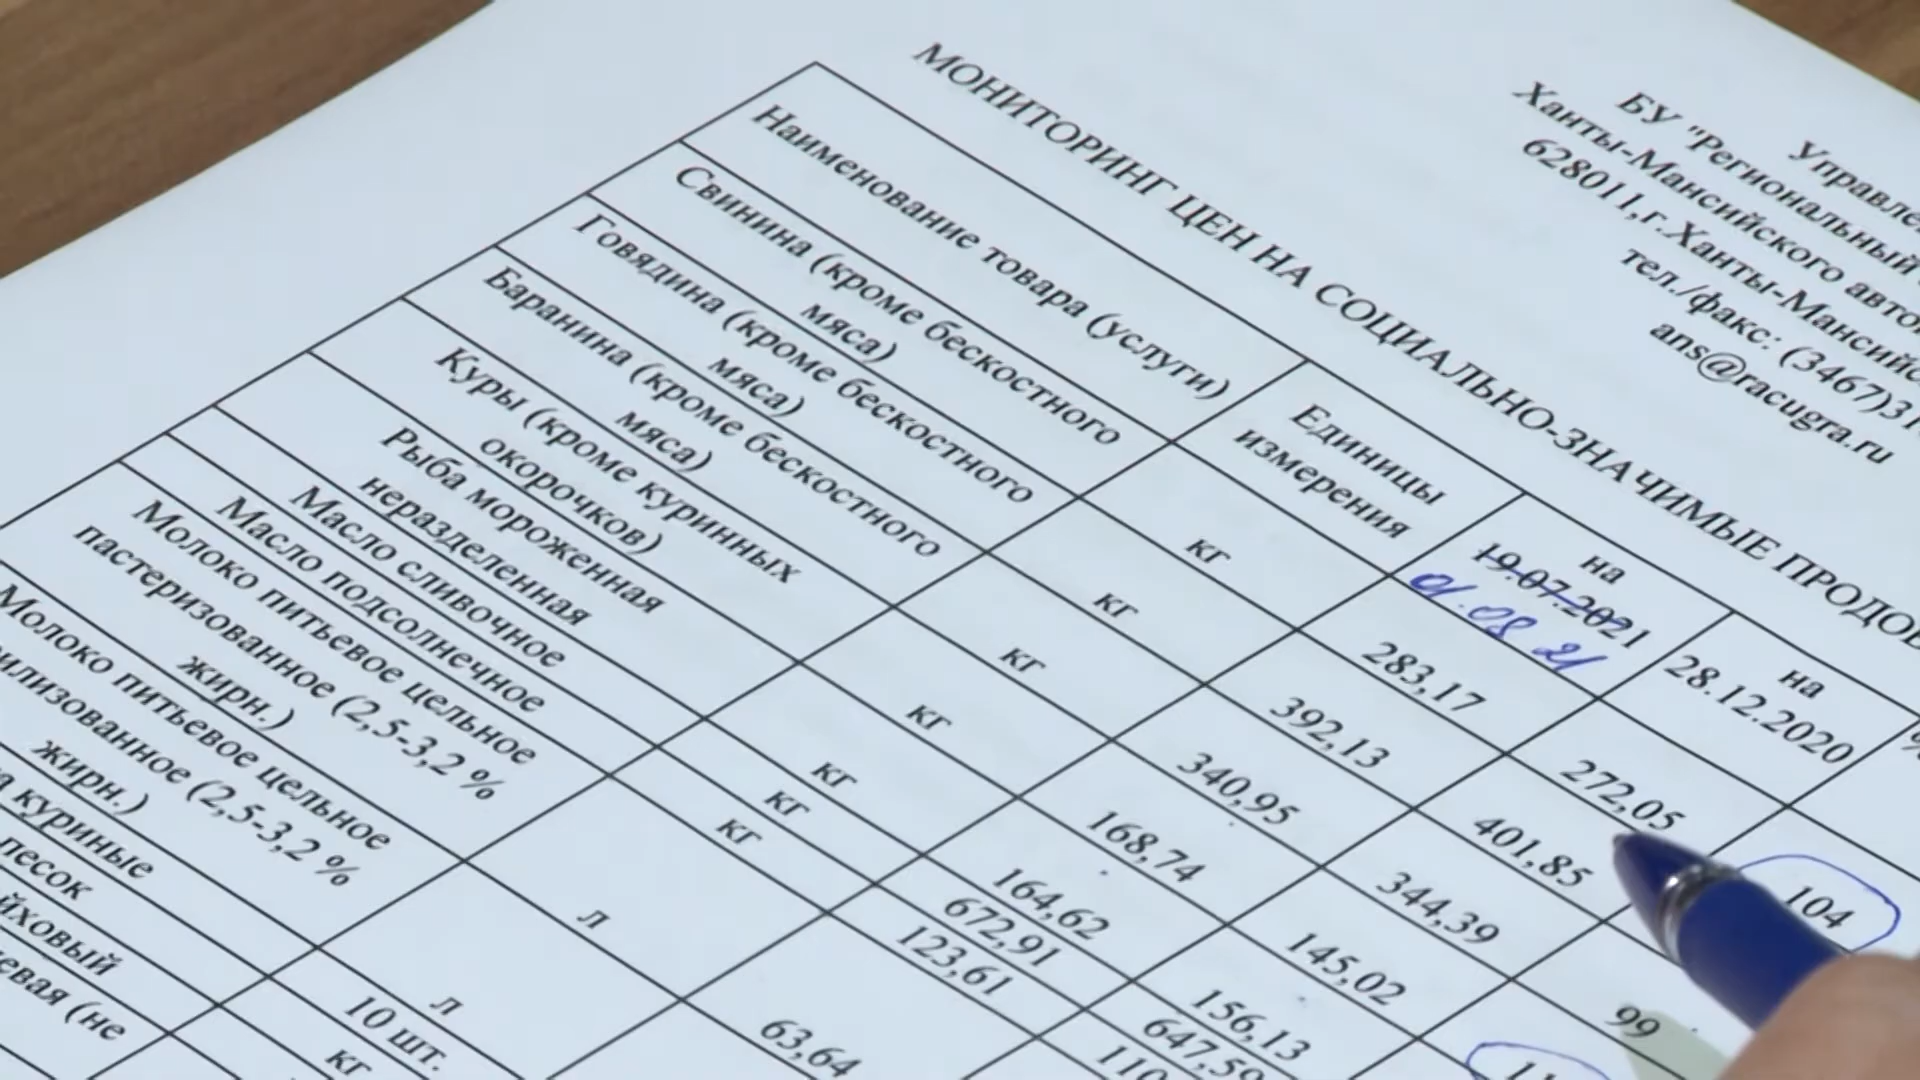 Управле
БУ "Региональный
Ханты-Мансийского авто
628011,г.Ханты-Мансийс
тел./факс: (3467)31
ans@racugra.ru
МОНИТОРИНГ ЦЕН НА СОЦИАЛЬНО-ЗНАЧИМЫЕ ПРОДОВ
Наименование товара (услуги)
Единицы
измерения
на
19.07.2021
01.08 21
на
28.12.2020
%
Свинина (кроме бескостного
мяса)
кг
283,17
272,05
104
Говядина (кроме бескостного
мяса)
кг
392,13
401,85
Баранина (кроме бескостного
мяса)
кг
340,95
344,39
99
Куры (кроме куриных
окорочков)
кг
168,74
145,02
Рыба мороженная
неразделенная
кг
164,62
156,13
Масло сливочное
кг
672,91
647,59
Масло подсолнечное
кг
123,61
110
Молоко питьевое цельное
пастеризованное (2,5-3,2 %
жирн.)
л
63,64
Молоко питьевое цельное
илизованное (2,5-3,2 %
жирн.)
л
а куриные
10 шт.
песок
кг
йховый
евая (не